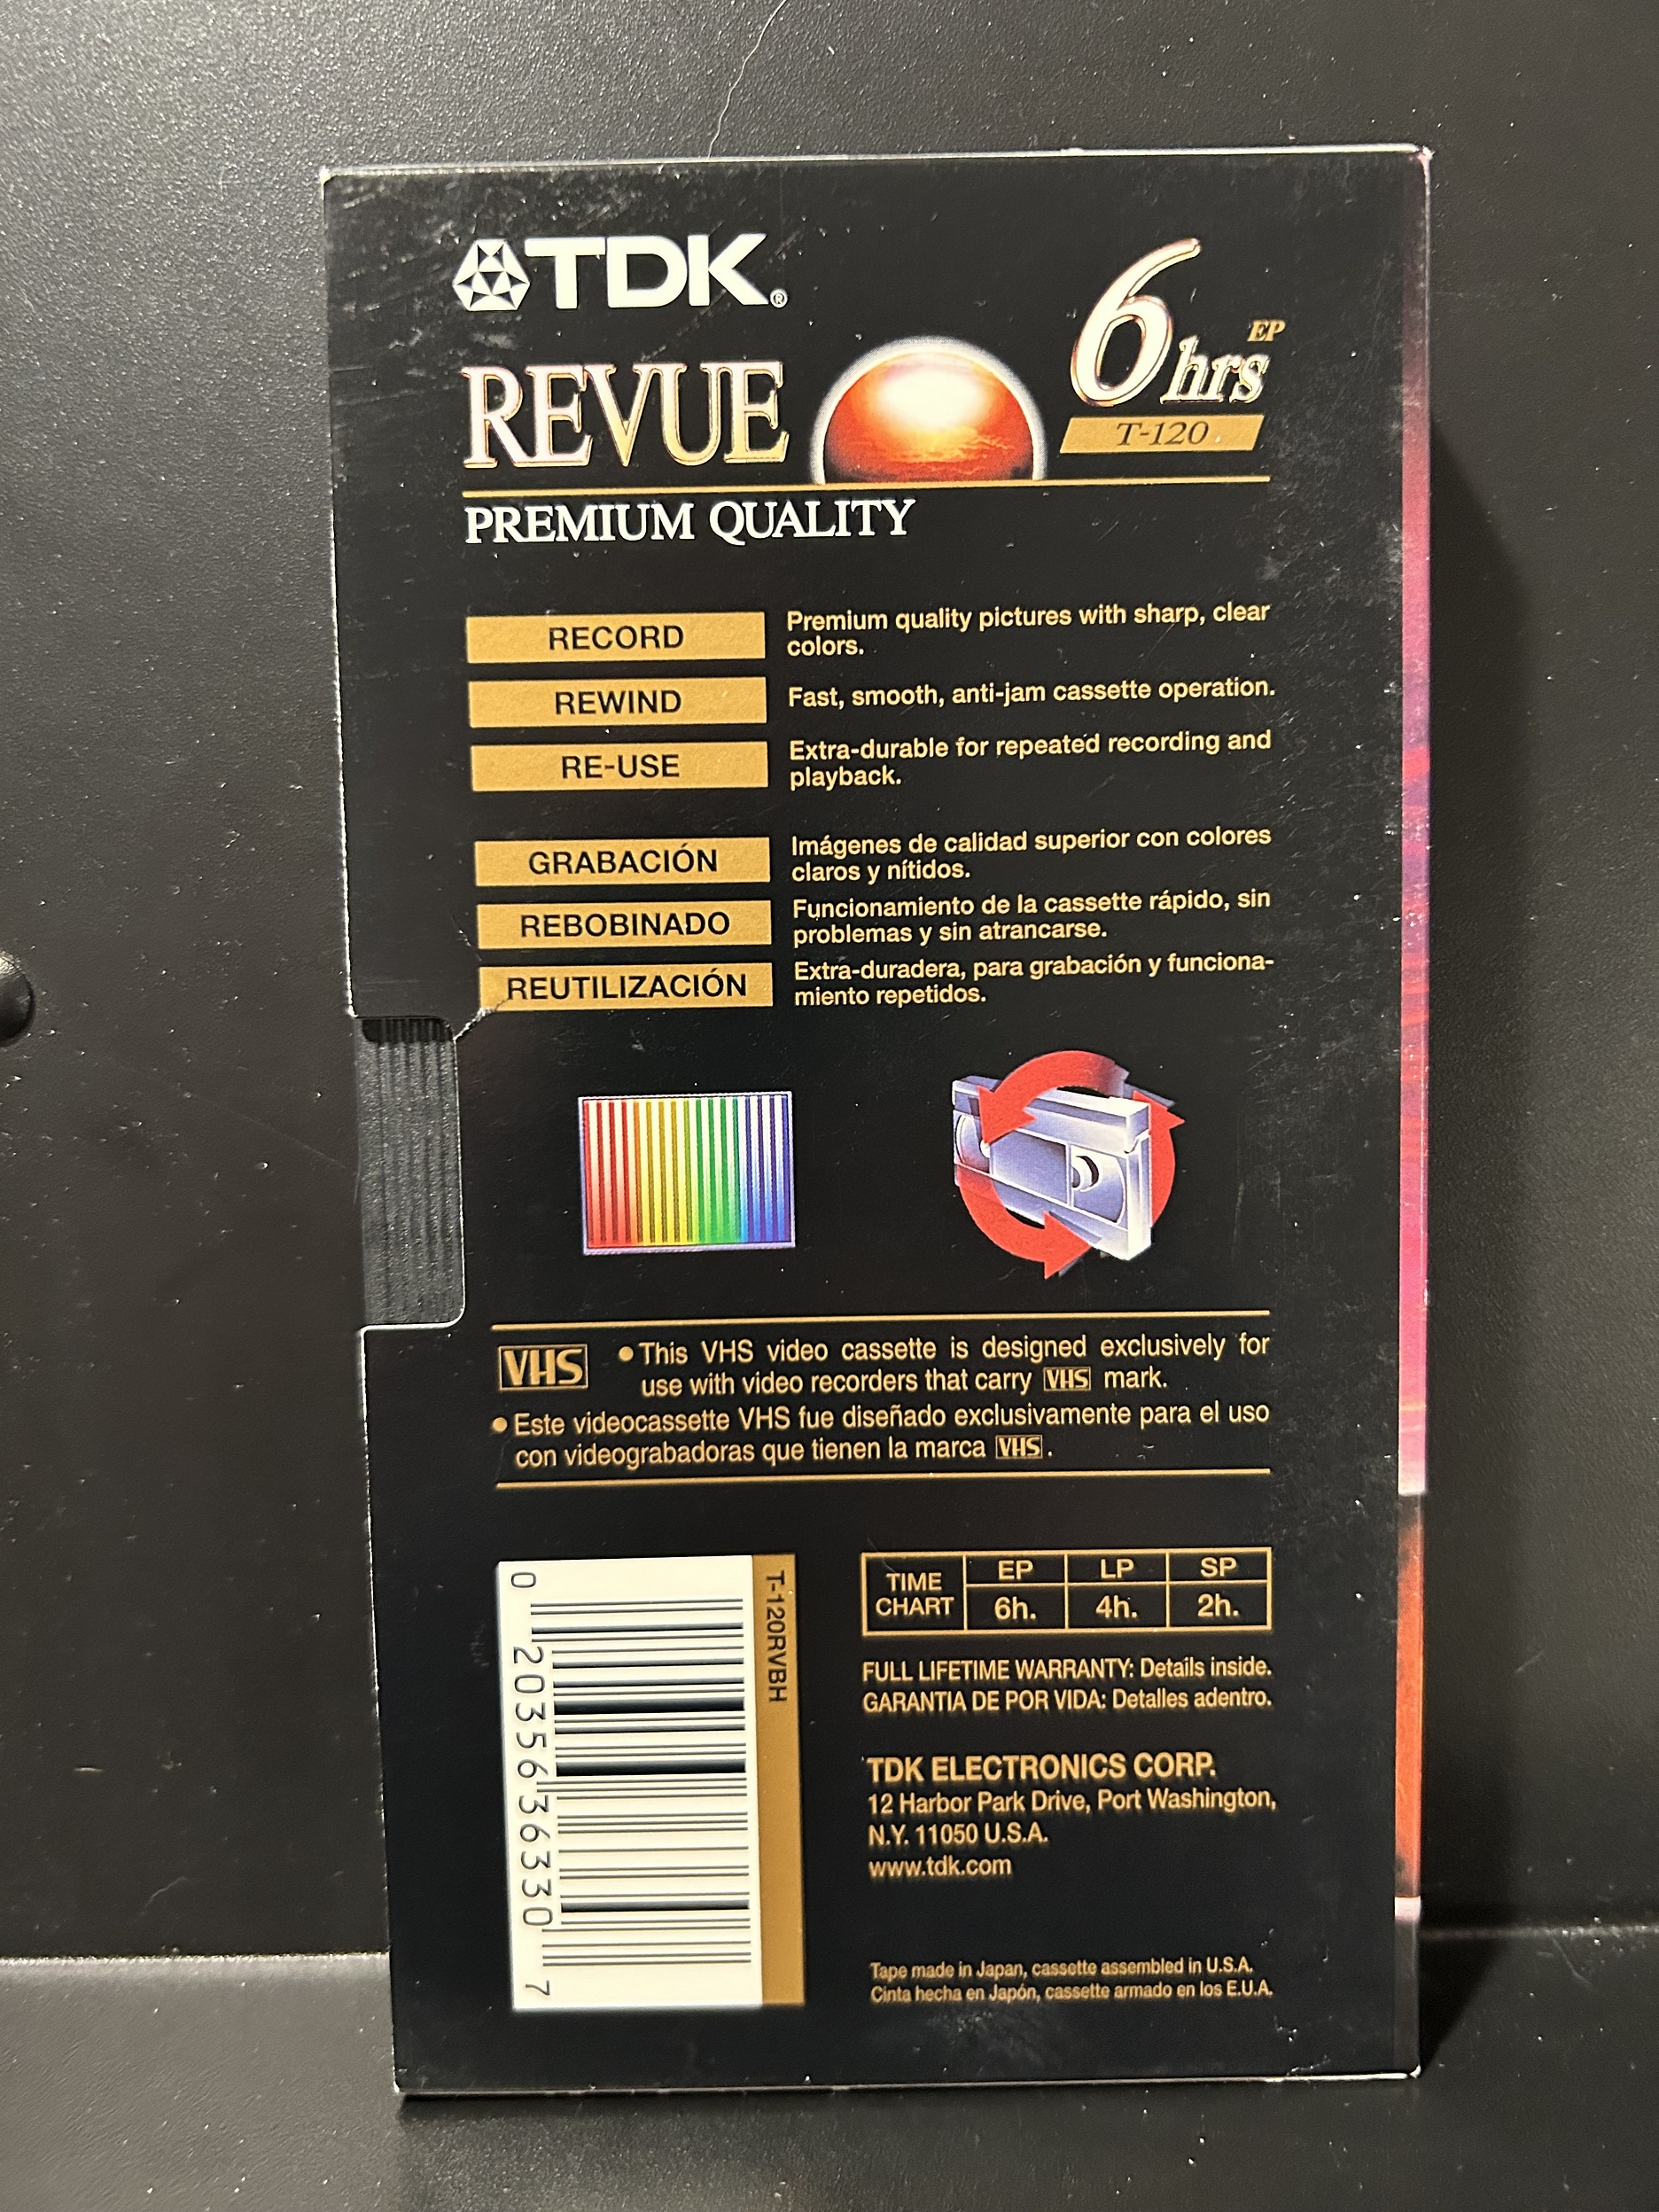 TDK®
6 hrs EP
T-120
REVUE
PREMIUM QUALITY
RECORD
Premium quality pictures with sharp, clear
colors.
REWIND
Fast, smooth, anti-jam cassette operation.
RE-USE
Extra-durable for repeated recording and
playback.
GRABACIÓN
Imágenes de calidad superior con colores
claros y nítidos.
REBOBINADO
Funcionamiento de la cassette rápido, sin
problemas y sin atrancarse.
REUTILIZACIÓN
Extra-duradera, para grabación y funciona-
miento repetidos.
VHS
• This VHS video cassette is designed exclusively for
use with video recorders that carry VHS mark.
• Este videocassette VHS fue diseñado exclusivamente para el uso
con videograbadoras que tienen la marca VHS.
T-120RVBH
0 20356 36330 7
TIME CHART
EP LP SP
6h. 4h. 2h.
FULL LIFETIME WARRANTY: Details inside.
GARANTIA DE POR VIDA: Detalles adentro.
TDK ELECTRONICS CORP.
12 Harbor Park Drive, Port Washington,
N.Y. 11050 U.S.A.
www.tdk.com
Tape made in Japan, cassette assembled in U.S.A.
Cinta hecha en Japón, cassette armado en los E.U.A.